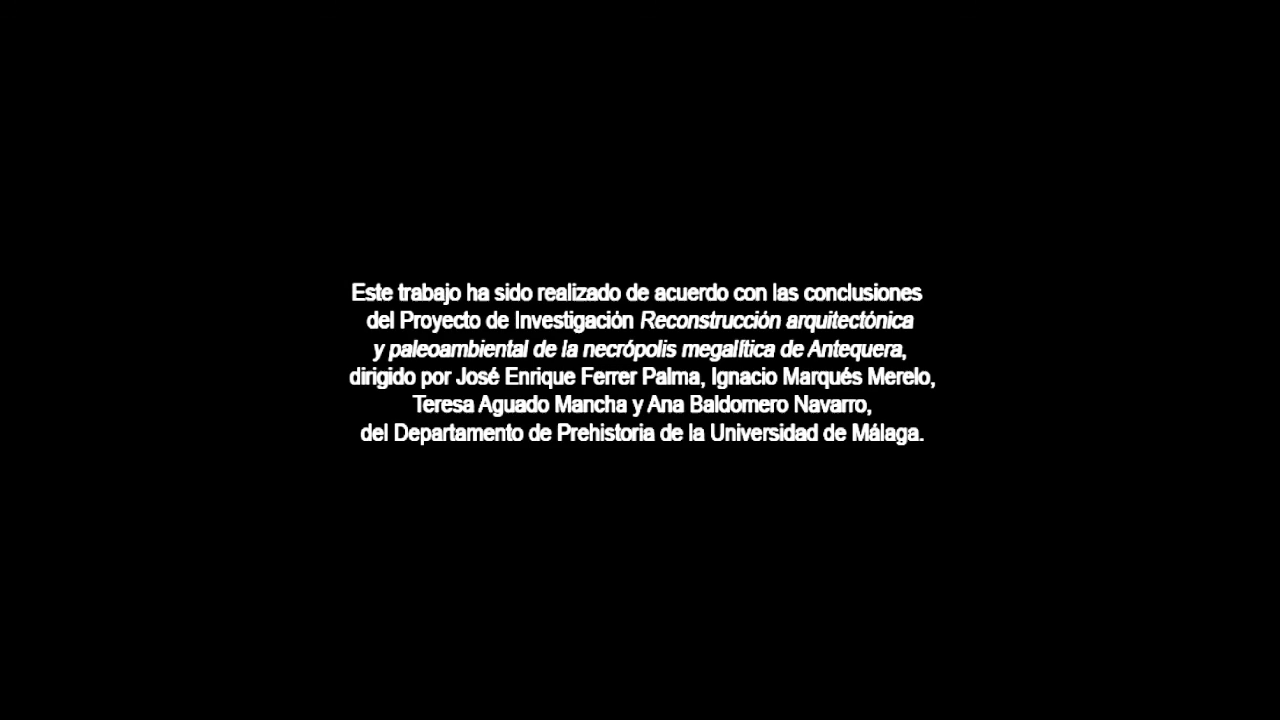 Este trabajo ha sido realizado de acuerdo con las conclusiones
del Proyecto de Investigación Reconstrucción arquitectónica
y paleoambiental de la necrópolis megalítica de Antequera,
dirigido por José Enrique Ferrer Palma, Ignacio Marqués Merelo,
Teresa Aguado Mancha y Ana Baldomero Navarro,
del Departamento de Prehistoria de la Universidad de Málaga.